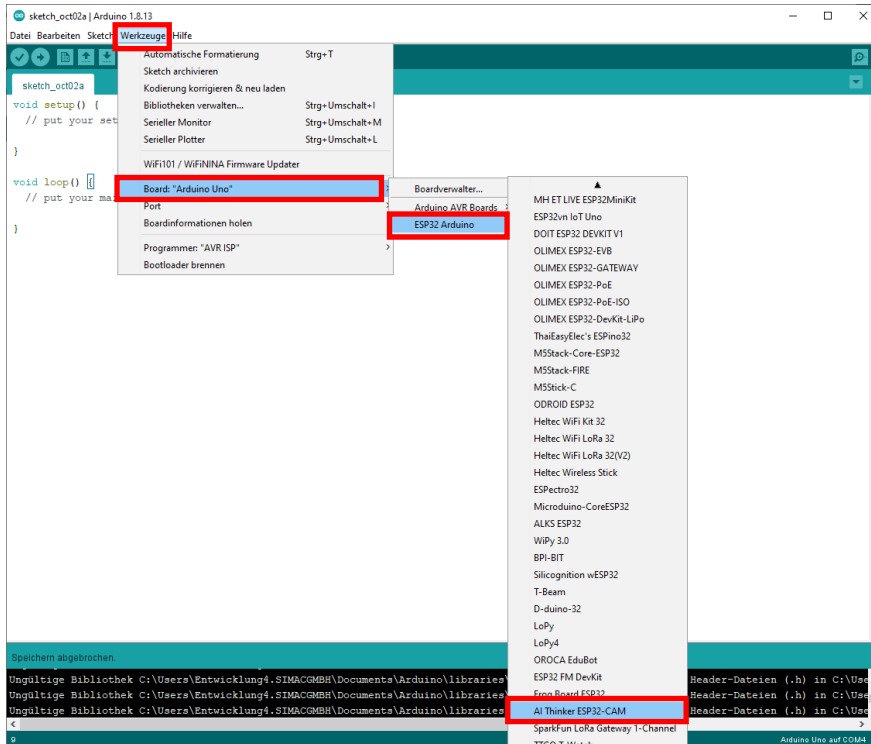 sketch_oct02a | Arduino 1.8.13
Datei Bearbeiten Sketch Werkzeuge Hilfe
sketch_oct02a
void setup() {
// put your set
}
void loop() {
// put your mai
}
Automatische Formatierung Strg+T
Sketch archivieren
Kodierung korrigieren & neu laden
Bibliotheken verwalten... Strg+Umschalt+I
Serieller Monitor Strg+Umschalt+M
Serieller Plotter Strg+Umschalt+L
WiFi101 / WiFiNINA Firmware Updater
Board: "Arduino Uno"
Port
Boardinformationen holen
Programmer: "AVR ISP"
Bootloader brennen
Boardverwalter...
Arduino AVR Boards
ESP32 Arduino
MH ET LIVE ESP32MiniKit
ESP32vn IoT Uno
DOIT ESP32 DEVKIT V1
OLIMEX ESP32-EVB
OLIMEX ESP32-GATEWAY
OLIMEX ESP32-PoE
OLIMEX ESP32-PoE-ISO
OLIMEX ESP32-DevKit-LiPo
ThaiEasyElec's ESPino32
M5Stack-Core-ESP32
M5Stack-FIRE
M5Stick-C
ODROID ESP32
Heltec WiFi Kit 32
Heltec WiFi LoRa 32
Heltec WiFi LoRa 32(V2)
Heltec Wireless Stick
ESPectro32
Microduino-CoreESP32
ALKS ESP32
WiPy 3.0
BPI-BIT
Silicognition wESP32
T-Beam
D-duino-32
LoPy
LoPy4
OROCA EduBot
ESP32 FM DevKit
Frog Board ESP32
AI Thinker ESP32-CAM
SparkFun LoRa Gateway 1-Channel
Speichern abgebrochen.
Ungültige Bibliothek C:\Users\Entwicklung4.SIMACGMBH\Documents\Arduino\libraries\ Header-Dateien (.h) in C:\Use
Ungültige Bibliothek C:\Users\Entwicklung4.SIMACGMBH\Documents\Arduino\libraries\ Header-Dateien (.h) in C:\Use
Ungültige Bibliothek C:\Users\Entwicklung4.SIMACGMBH\Documents\Arduino\libraries\ Header-Dateien (.h) in C:\Use
9 Arduino Uno auf COM4